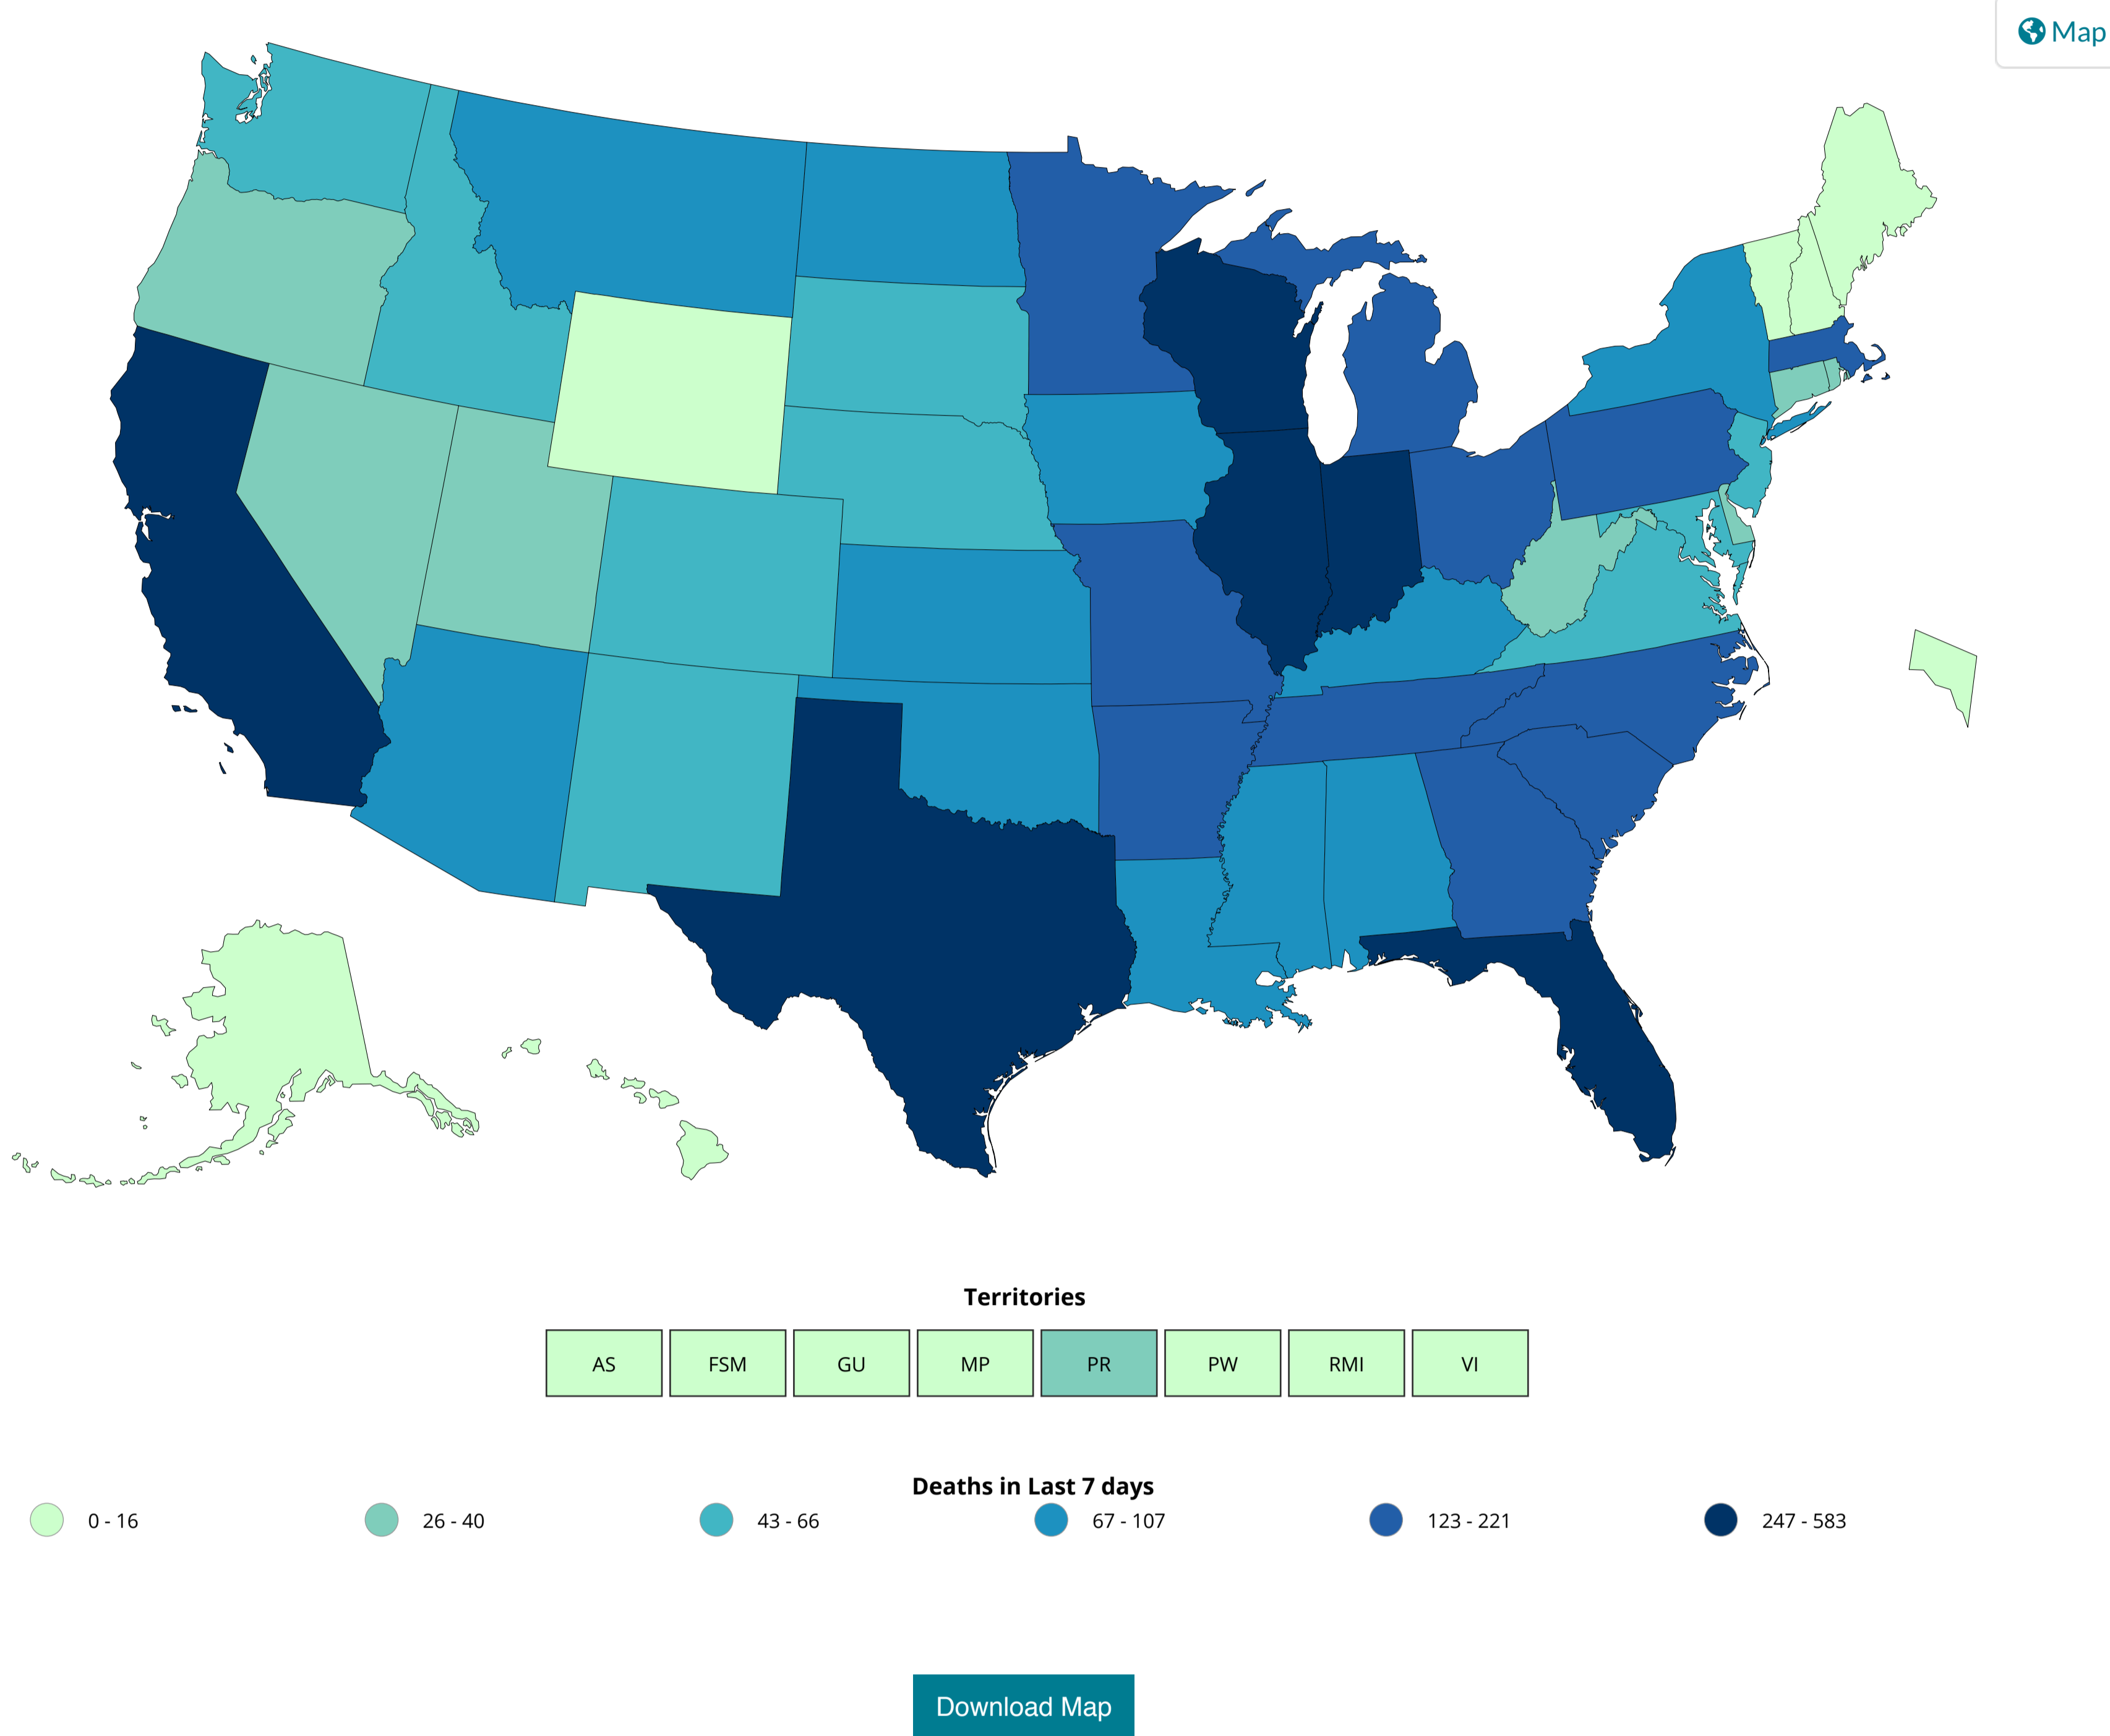 Map
Territories
AS FSM GU MP PR PW RMI VI
Deaths in Last 7 days
0 - 16 26 - 40 43 - 66 67 - 107 123 - 221 247 - 583
Download Map